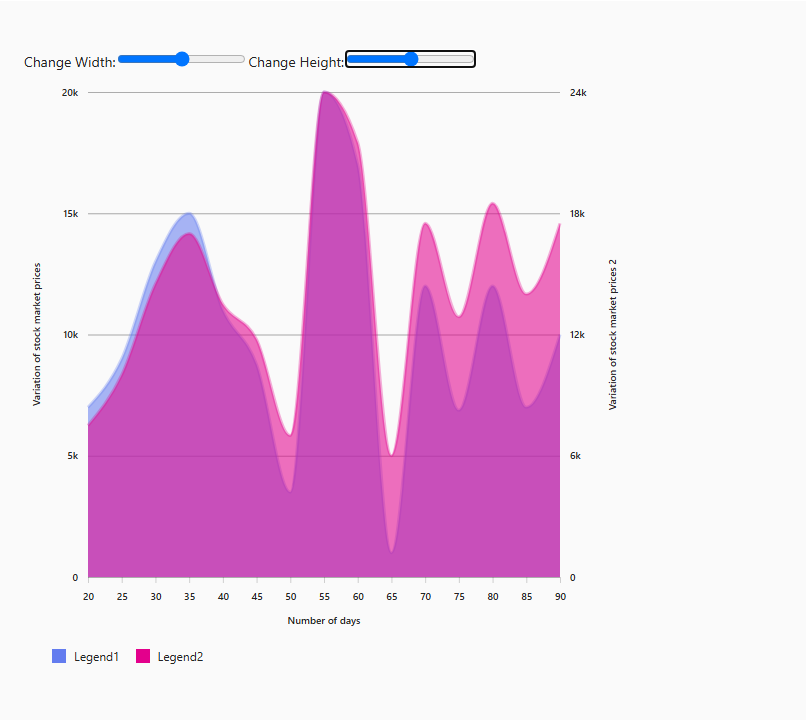 Change Width: Change Height:
20k 24k
15k 18k
10k 12k
5k 6k
0 0
Variation of stock market prices
Variation of stock market prices 2
20 25 30 35 40 45 50 55 60 65 70 75 80 85 90
Number of days
Legend1 Legend2